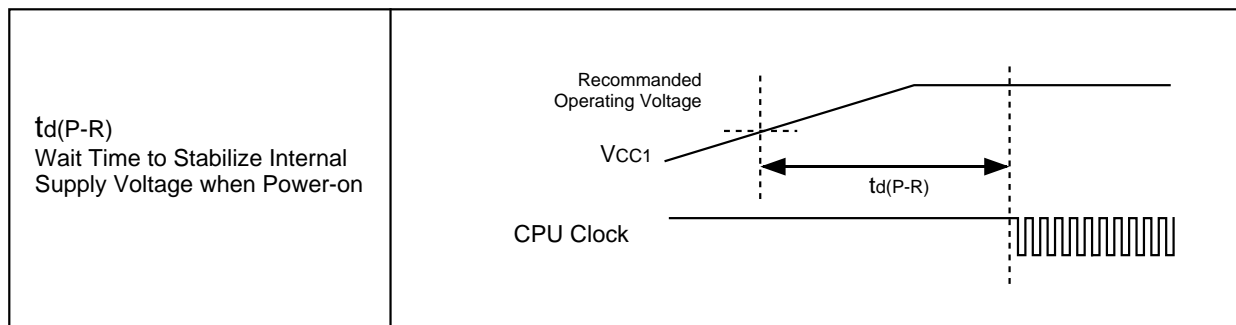 td(P-R)
Wait Time to Stabilize Internal
Supply Voltage when Power-on
Recommanded
Operating Voltage
VCC1
td(P-R)
CPU Clock